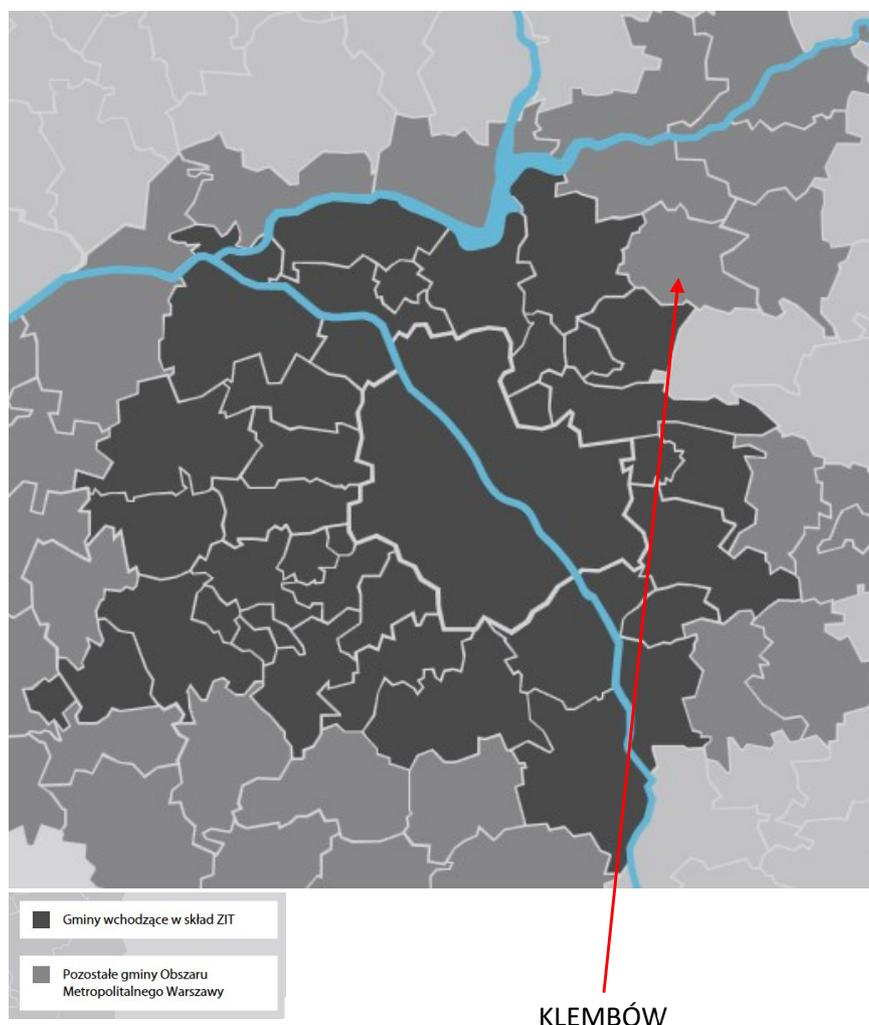 Gminy wchodzące w skład ZIT
Pozostałe gminy Obszaru
Metropolitalnego Warszawy
KLEMBÓW